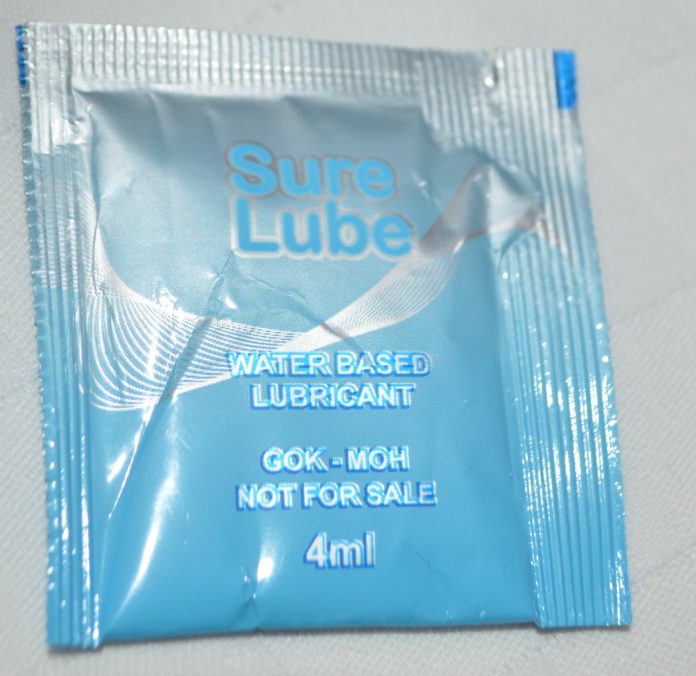 Sure
Lube
WATER BASED
LUBRICANT
GOK - MOH
NOT FOR SALE
4ml